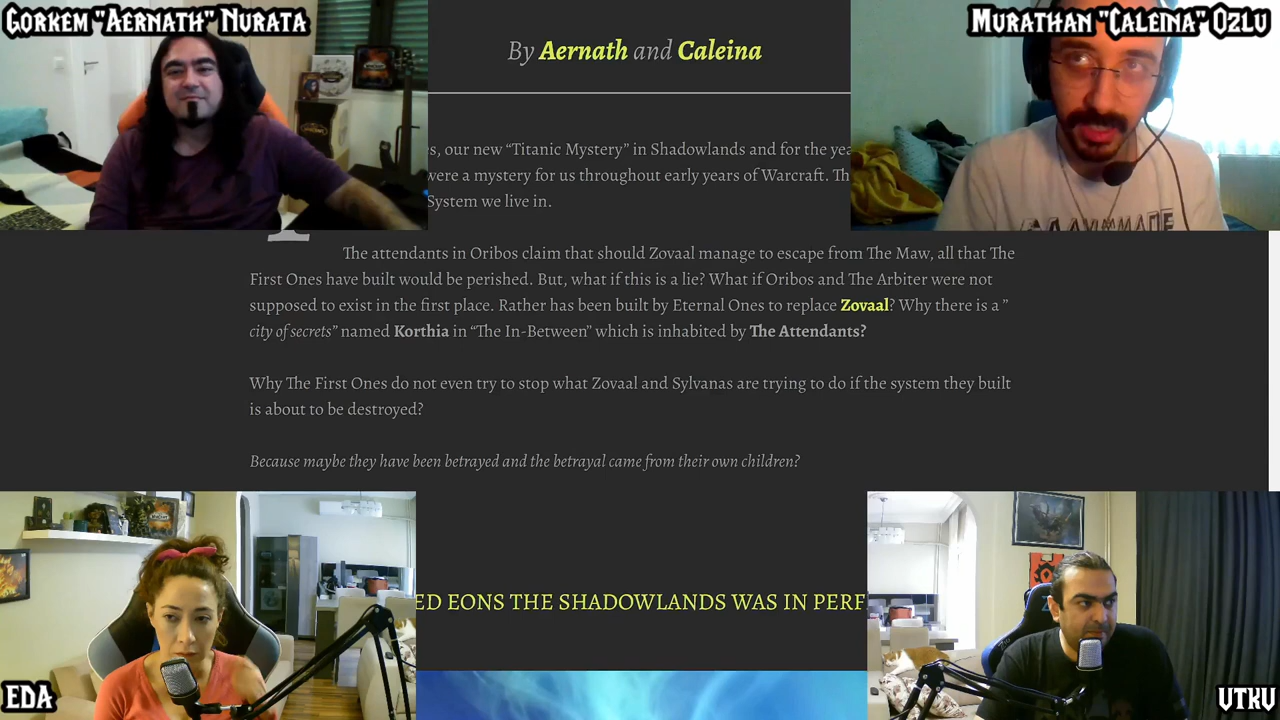 GORKEM "AERNATH" NURATA
MURATHAN "CALEINA" OZLU
By Aernath and Caleina
s, our new “Titanic Mystery” in Shadowlands and for the yea
were a mystery for us throughout early years of Warcraft. Th
System we live in.
The attendants in Oribos claim that should Zovaal manage to escape from The Maw, all that The
First Ones have built would be perished. But, what if this is a lie? What if Oribos and The Arbiter were not
supposed to exist in the first place. Rather has been built by Eternal Ones to replace Zovaal? Why there is a ”
city of secrets” named Korthia in “The In-Between” which is inhabited by The Attendants?
Why The First Ones do not even try to stop what Zovaal and Sylvanas are trying to do if the system they built
is about to be destroyed?
Because maybe they have been betrayed and the betrayal came from their own children?
ED EONS THE SHADOWLANDS WAS IN PERF
EDA
UTKU